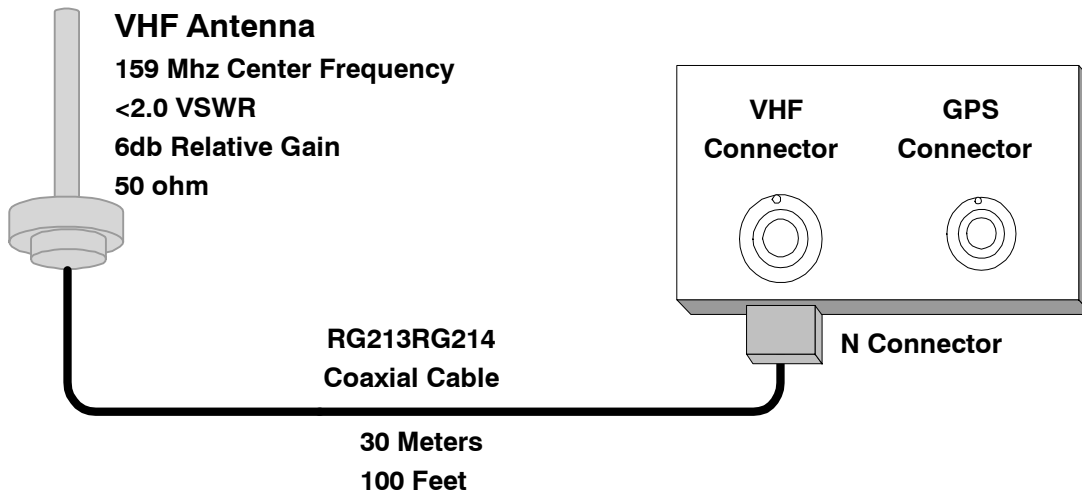 VHF Antenna
159 Mhz Center Frequency
<2.0 VSWR
6db Relative Gain
50 ohm
VHF
Connector
GPS
Connector
N Connector
RG213RG214
Coaxial Cable
30 Meters
100 Feet